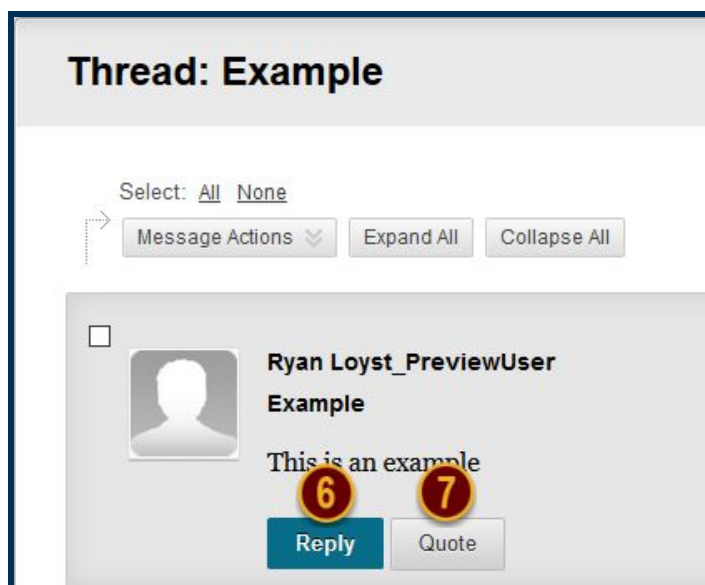 Thread: Example
Select: All None
Message Actions Expand All Collapse All
Ryan Loyst_PreviewUser
Example
This is an example
6 7
Reply Quote